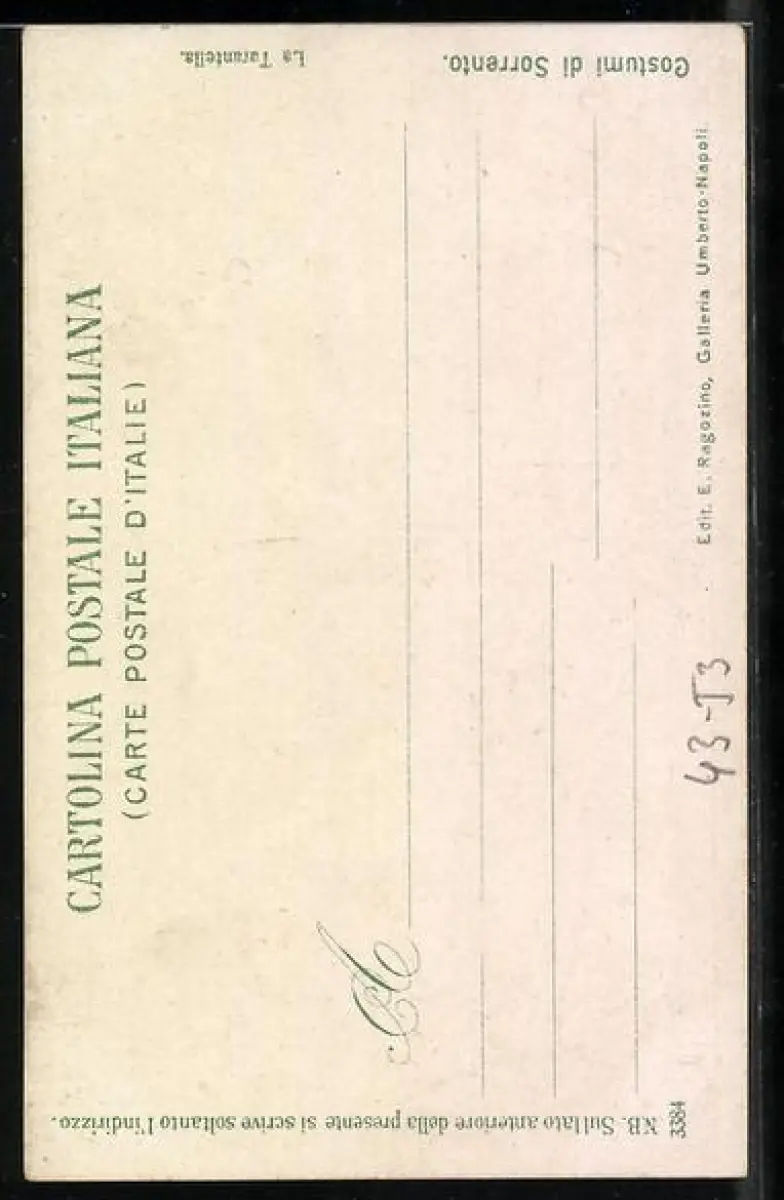 CARTOLINA POSTALE ITALIANA
(CARTE POSTALE D'ITALIE)
La Tarantella.
Costumi di Sorrento.
A
NB. Sul lato anteriore della presente si scrive soltanto l'indirizzo.
3384
43-J3
Edit. E. Ragozino, Galleria Umberto-Napoli